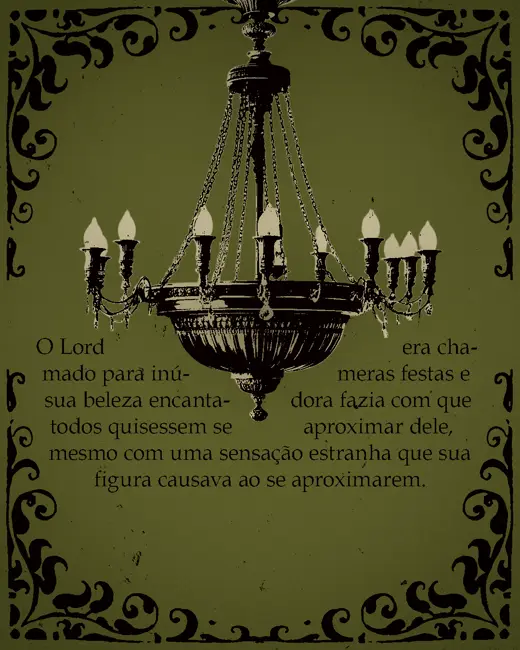 O Lord era cha-
mado para inú- meras festas e
sua beleza encanta- dora fazia com que
todos quisessem se aproximar dele,
mesmo com uma sensação estranha que sua
figura causava ao se aproximarem.